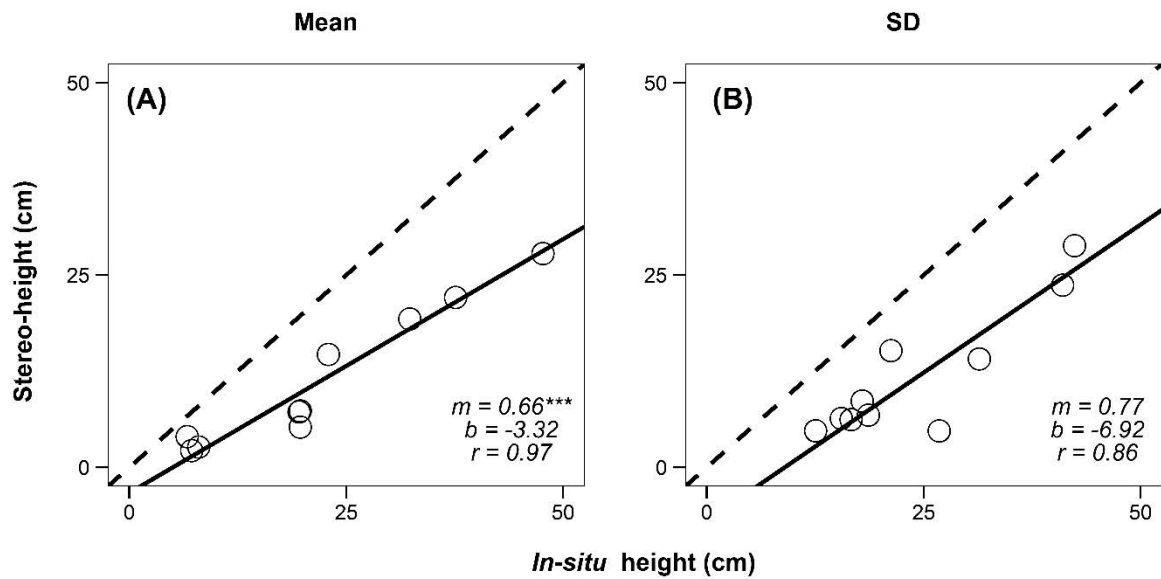 Mean
SD
Stereo-height (cm)
50
25
0
(A)
m = 0.66***
b = -3.32
r = 0.97
0
25
50
50
25
0
(B)
m = 0.77
b = -6.92
r = 0.86
0
25
50
In-situ height (cm)